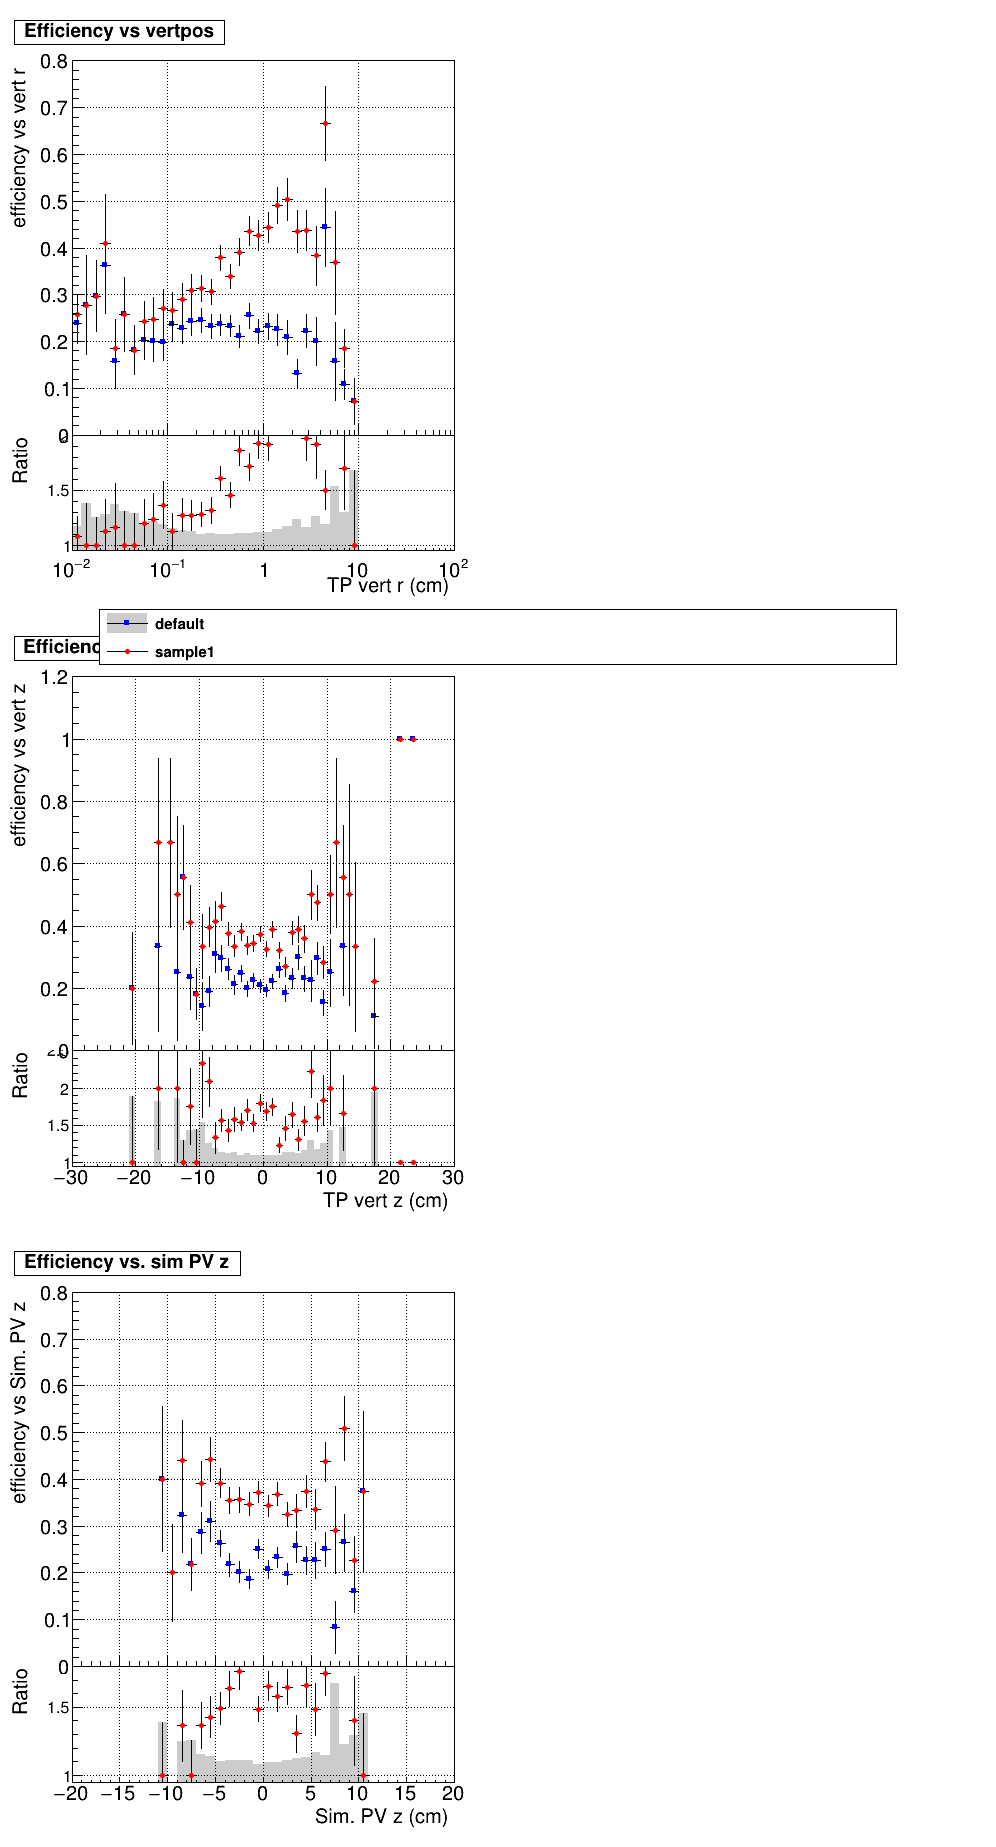 Efficiency vs vertpos
efficiency vs vert r
0.8
0.7
0.6
0.5
0.4
0.3
0.2
0.1
0
Ratio
1.5
1
10−2
10−1
1
10
102
TP vert r (cm)
default
sample1
Efficienc
efficiency vs vert z
1.2
1
0.8
0.6
0.4
0.2
0
Ratio
2
1.5
1
−30 −20 −10 0 10 20 30
TP vert z (cm)
Efficiency vs. sim PV z
efficiency vs Sim. PV z
0.8
0.7
0.6
0.5
0.4
0.3
0.2
0.1
0
Ratio
1.5
1
−20 −15 −10 −5 0 5 10 15 20
Sim. PV z (cm)